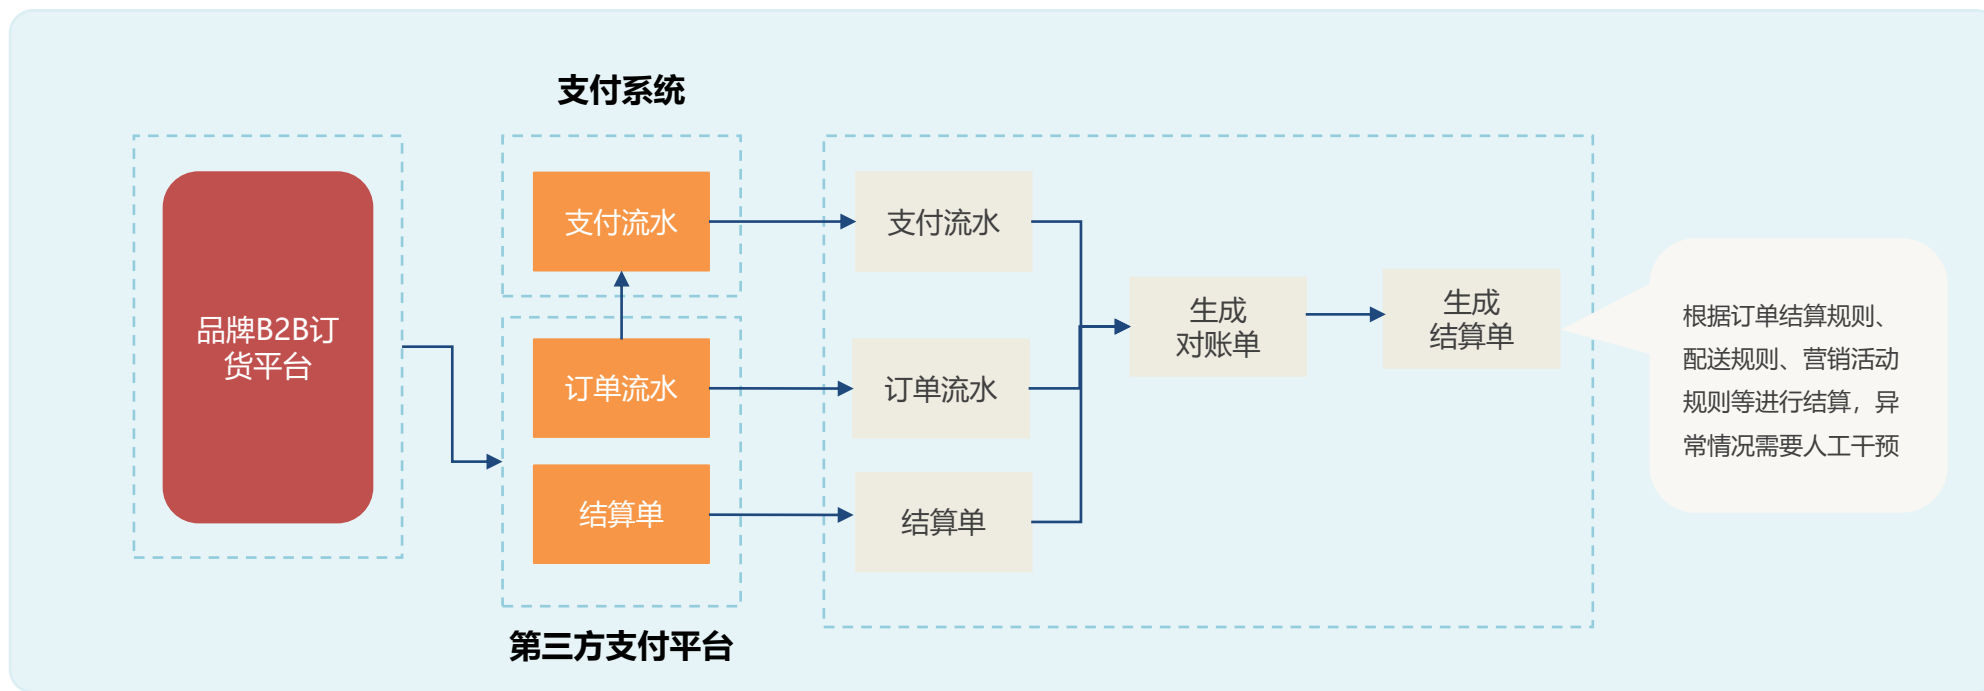 支付系统
品牌B2B订
货平台
支付流水
订单流水
结算单
第三方支付平台
支付流水
订单流水
结算单
生成
对账单
生成
结算单
根据订单结算规则、
配送规则、营销活动
规则等进行结算，异
常情况需要人工干预